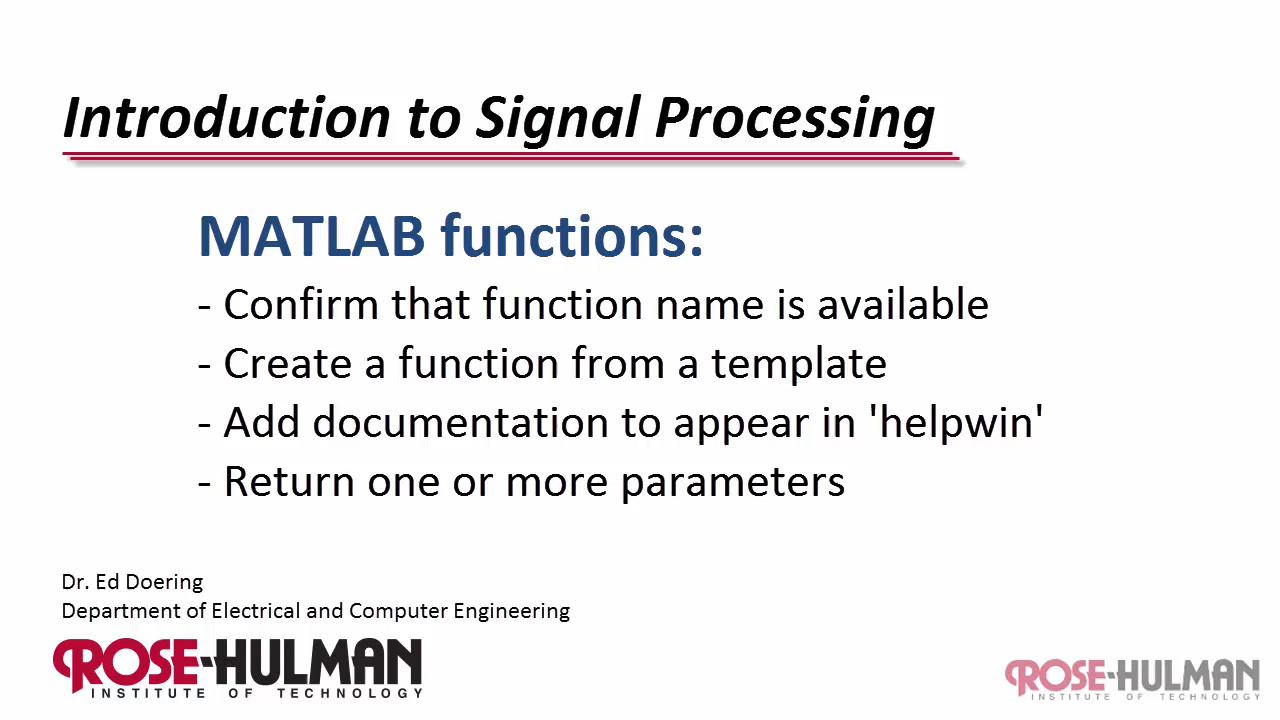 Introduction to Signal Processing
MATLAB functions:
- Confirm that function name is available
- Create a function from a template
- Add documentation to appear in 'helpwin'
- Return one or more parameters
Dr. Ed Doering
Department of Electrical and Computer Engineering
ROSE-HULMAN
INSTITUTE OF TECHNOLOGY
ROSE-HULMAN
INSTITUTE OF TECHNOLOGY